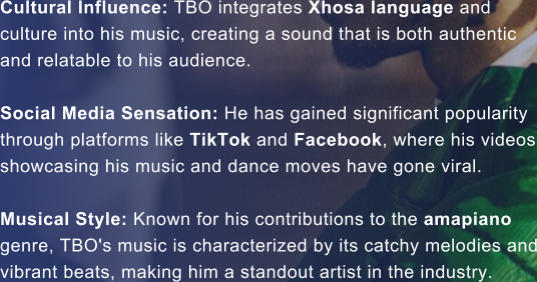 Cultural Influence: TBO integrates Xhosa language and
culture into his music, creating a sound that is both authentic
and relatable to his audience.
Social Media Sensation: He has gained significant popularity
through platforms like TikTok and Facebook, where his videos
showcasing his music and dance moves have gone viral.
Musical Style: Known for his contributions to the amapiano
genre, TBO's music is characterized by its catchy melodies and
vibrant beats, making him a standout artist in the industry.